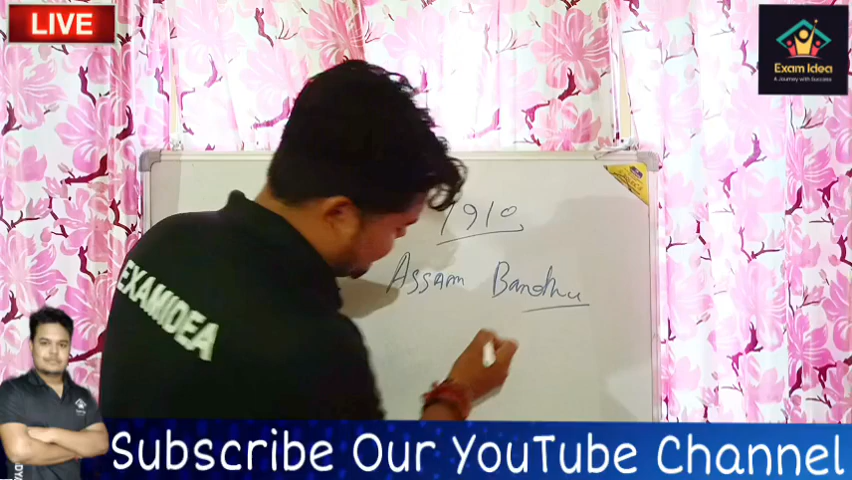 LIVE
Exam Idea
A Journey with Success
1910
Assam Bandhu
EXAMIDEA
Subscribe Our YouTube Channel